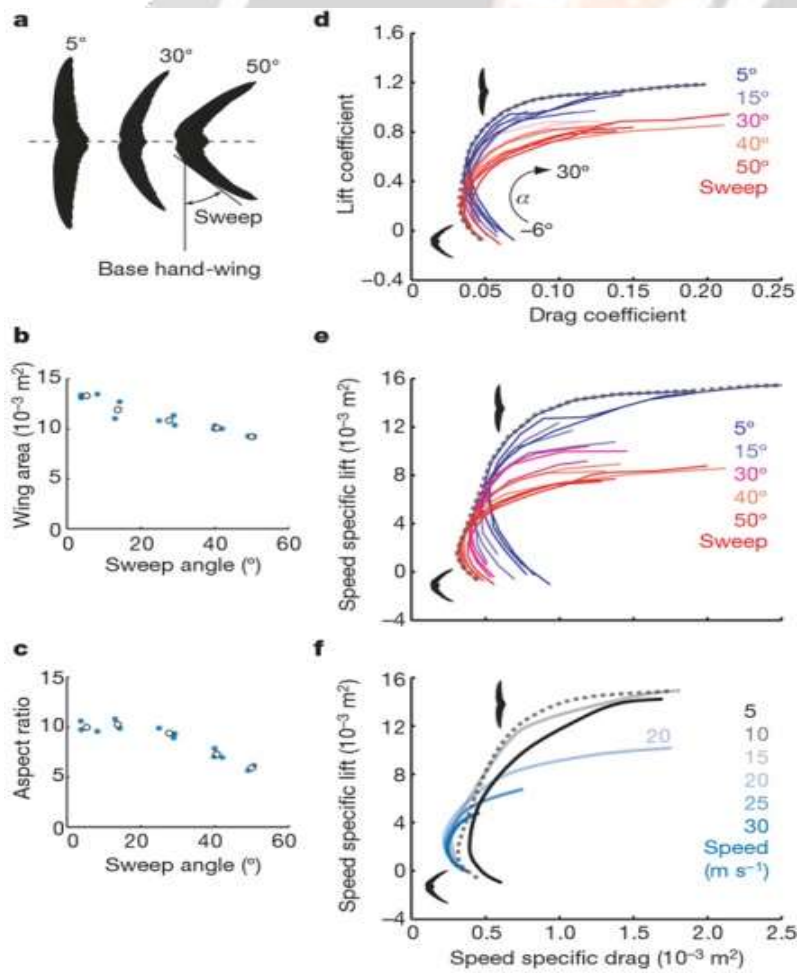 a
5°
30°
50°
Sweep
Base hand-wing
b
Wing area (10⁻³ m²)
15
10
5
0
0 20 40 60
Sweep angle (°)
c
Aspect ratio
15
10
5
0
0 20 40 60
Sweep angle (°)
d
Lift coefficient
1.6
1.2
0.8
0.4
0
−0.4
5°
15°
30°
40°
50°
Sweep
α
30°
−6°
0 0.05 0.10 0.15 0.20 0.25
Drag coefficient
e
Speed specific lift (10⁻³ m²)
16
12
8
4
0
−4
5°
15°
30°
40°
50°
Sweep
f
Speed specific lift (10⁻³ m²)
16
12
8
4
0
−4
20
5
10
15
20
25
30
Speed
(m s⁻¹)
0 0.5 1.0 1.5 2.0 2.5
Speed specific drag (10⁻³ m²)